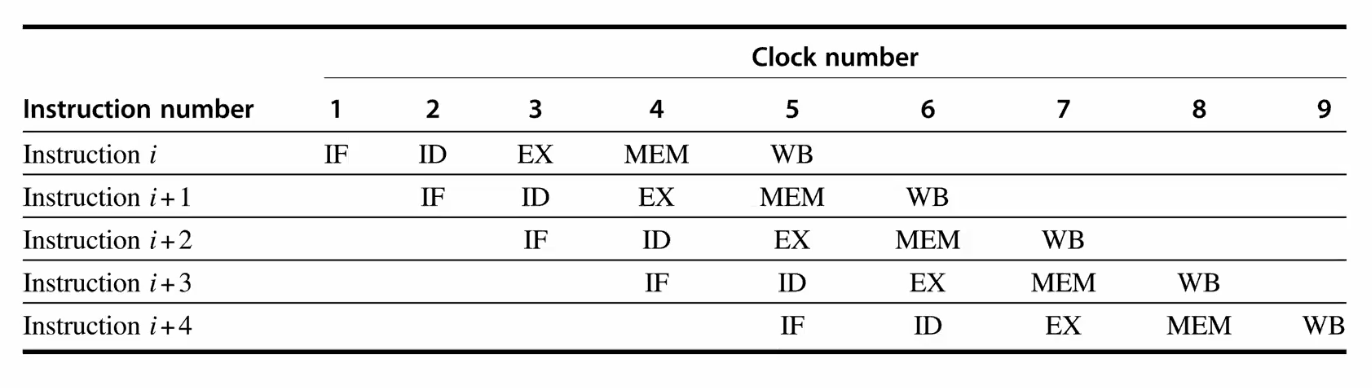 Clock number
Instruction number 1 2 3 4 5 6 7 8 9
Instruction i IF ID EX MEM WB
Instruction i+1 IF ID EX MEM WB
Instruction i+2 IF ID EX MEM WB
Instruction i+3 IF ID EX MEM WB
Instruction i+4 IF ID EX MEM WB